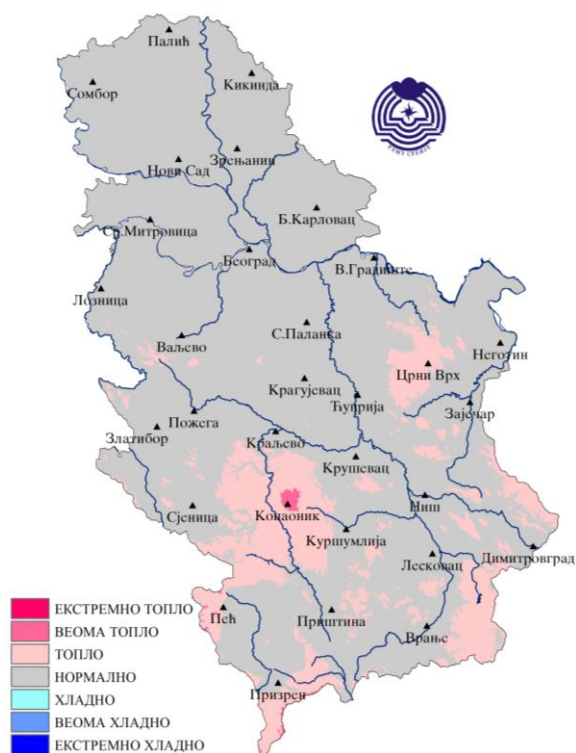 Палић
Кикинда
Сомбор
Зрењанин
Нови Сад
Б.Карловац
Ср.Митровица
Београд
В.Градиште
Лозница
С.Паланка
Ваљево
Неготин
Црни Врх
Крагујевац
Ћуприја
Зајечар
Пожега
Златибор
Краљево
Крушевац
Ниш
Сјеница
Копаоник
Куршумлија
Лесковац
Димитровград
Пећ
Приштина
Врање
Призрен
ЕКСТРЕМНО ТОПЛО
ВЕОМА ТОПЛО
ТОПЛО
НОРМАЛНО
ХЛАДНО
ВЕОМА ХЛАДНО
ЕКСТРЕМНО ХЛАДНО